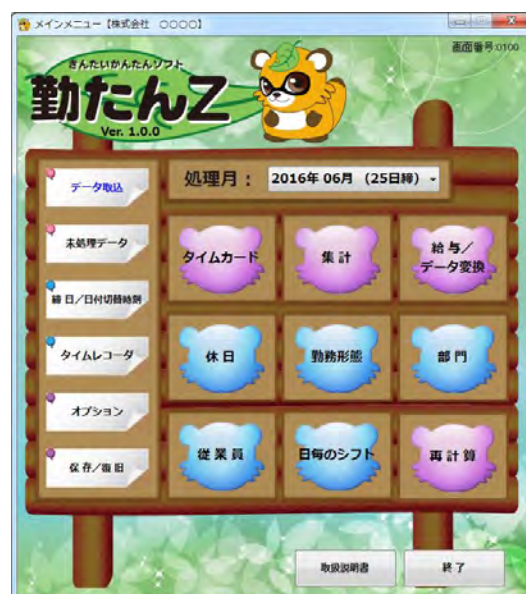 メインメニュー【株式会社 ○○○○】
画面番号:0100
きんたいかんたんソフト
勤たんZ
Ver. 1.0.0
処理月： 2016年 06月 （25日締）
データ取込
未処理データ
締日／日付切替時刻
タイムレコーダ
オプション
保存／復旧
タイムカード
集計
給与／
データ変換
休日
勤務形態
部門
従業員
日毎のシフト
再計算
取扱説明書
終了